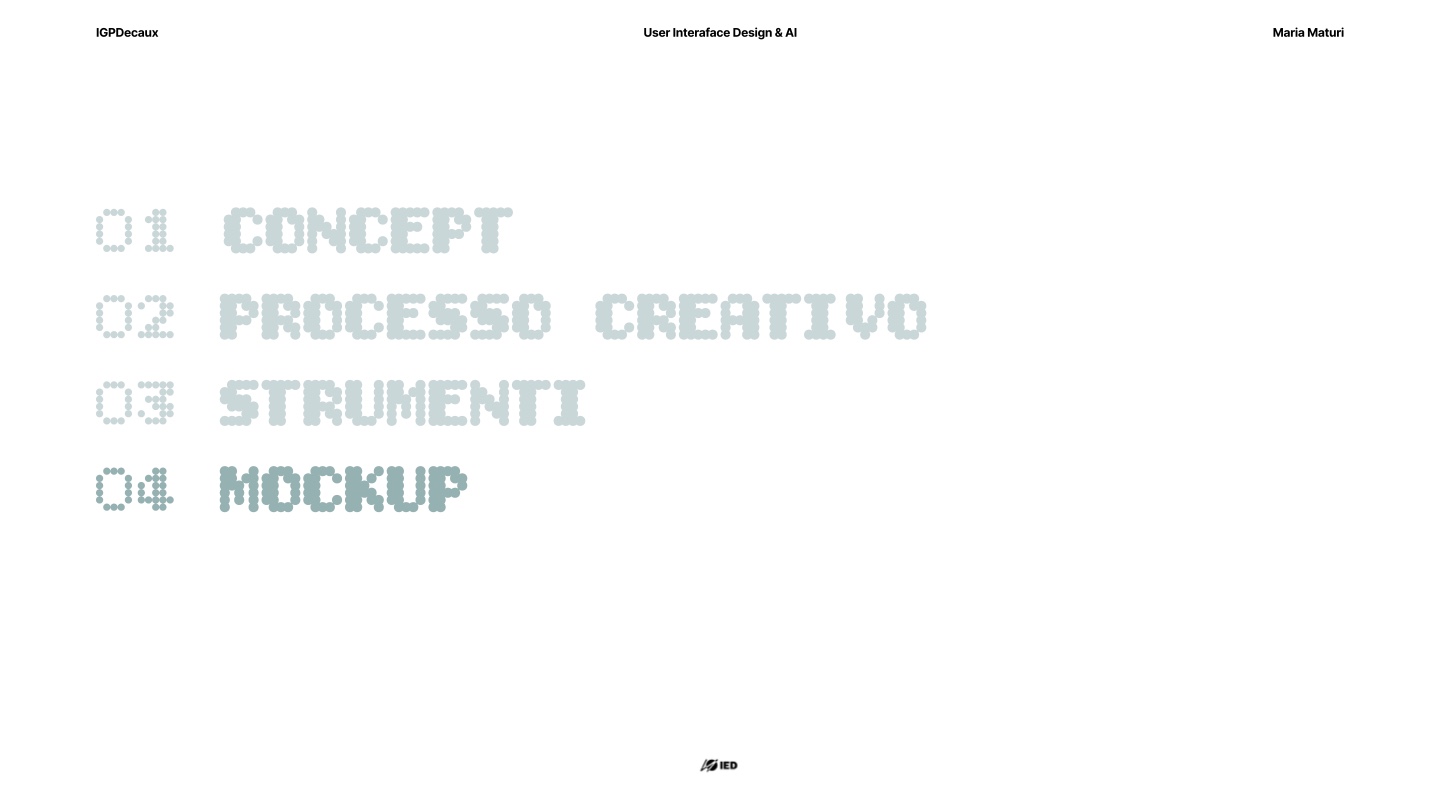 IGPDecaux
User Interaface Design & AI
Maria Maturi
01 CONCEPT
02 PROCESSO CREATIVO
03 STRUMENTI
04 MOCKUP
IED